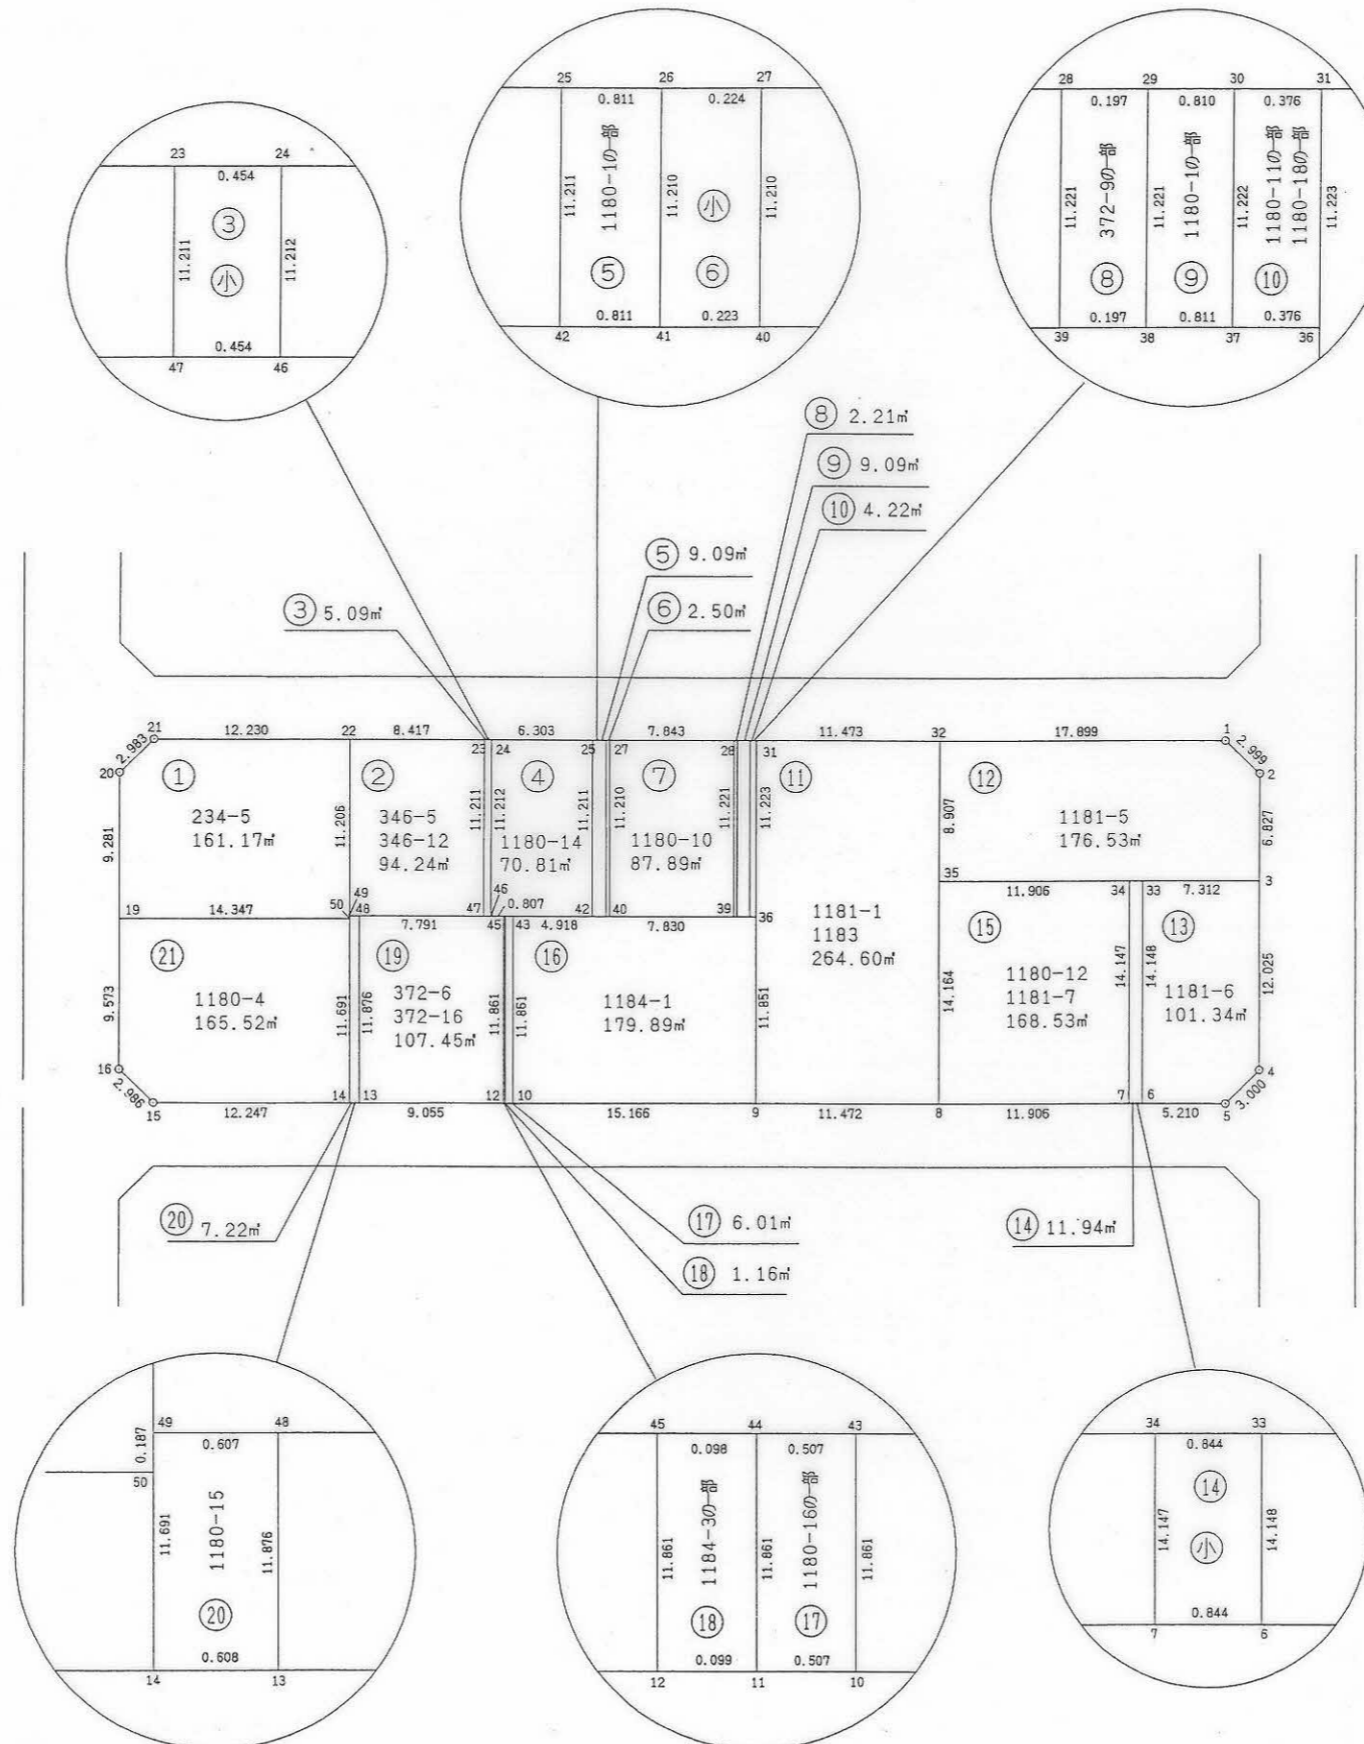 25 26 27
0.811 0.224
11.211 1180-1の一部 11.210 小 11.210
⑤ ⑥
0.811 0.223
42 41 40
28 29 30 31
0.197 0.810 0.376
11.221 372-9の一部 11.221 1180-1の一部 11.222 1180-11の一部 1180-18の一部 11.223
⑧ ⑨ ⑩
0.197 0.811 0.376
39 38 37 36
23 24
0.454
③
11.211 小 11.212
0.454
47 46
⑧ 2.21㎡
⑨ 9.09㎡
⑩ 4.22㎡
⑤ 9.09㎡
③ 5.09㎡
⑥ 2.50㎡
21 12.230 22 8.417 6.303 7.843 11.473 32 17.899 1
2.983 23 24 25 27 28 31 2.999
20 2
① ② ④ ⑦ ⑪ ⑫
9.281 11.206 11.211 11.212 11.211 11.210 11.221 11.223 8.907 6.827
234-5
161.17㎡
346-5
346-12
94.24㎡
1180-14
70.81㎡
1180-10
87.89㎡
1181-5
176.53㎡
35 11.906 34 33 7.312 3
49 46
50 48 47 0.807 42 40 39 36
19 14.347 7.791 45 43 4.918 7.830
1181-1
1183
264.60㎡
㉑ ⑲ ⑯ ⑮ ⑬
9.573 11.691 11.876 11.861 11.861 11.851 14.164 14.147 14.148 12.025
1180-4
165.52㎡
372-6
372-16
107.45㎡
1184-1
179.89㎡
1180-12
1181-7
168.53㎡
1181-6
101.34㎡
16 4
2.986 14 13 12 10 7 6 3.000
15 12.247 9.055 15.166 9 11.472 8 11.906 5.210 5
⑳ 7.22㎡
⑰ 6.01㎡
⑭ 11.94㎡
⑱ 1.16㎡
49 48
0.187 0.607
50
11.691 1180-15 11.876
⑳
0.608
14 13
45 44 43
0.098 0.507
11.861 1184-3の一部 11.861 1180-16の一部 11.861
⑱ ⑰
0.099 0.507
12 11 10
34 33
0.844
⑭
14.147 小 14.148
0.844
7 6